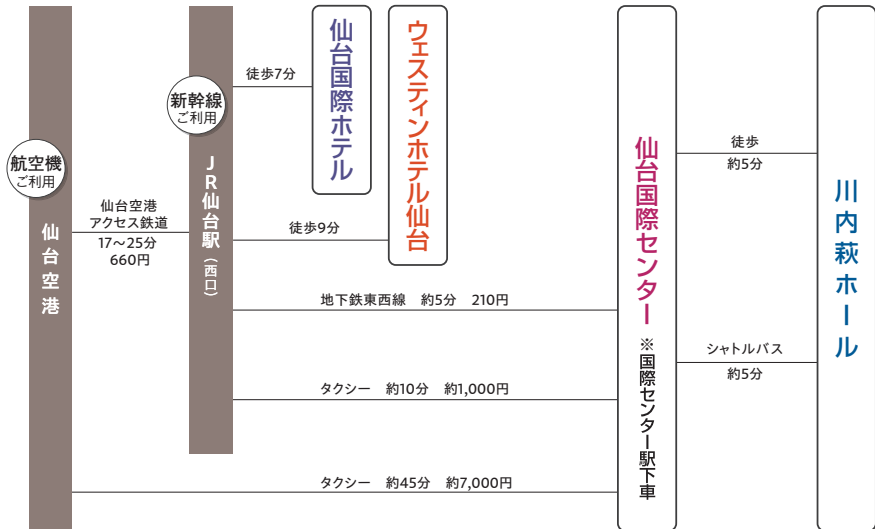 航空機
ご利用
仙台空港
仙台空港
アクセス鉄道
17〜25分
660円
新幹線
ご利用
JR仙台駅（西口）
徒歩7分
仙台国際ホテル
徒歩9分
ウェスティンホテル仙台
地下鉄東西線　約5分　210円
タクシー　約10分　約1,000円
タクシー　約45分　約7,000円
仙台国際センター ※国際センター駅下車
徒歩
約5分
シャトルバス
約5分
川内萩ホール